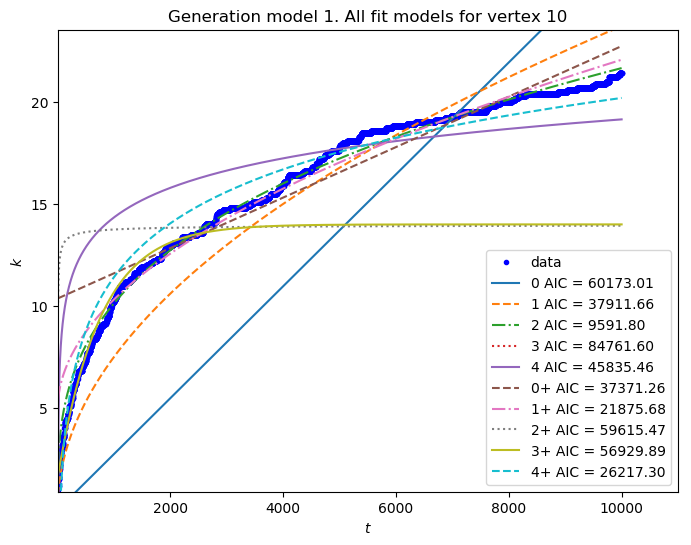 Generation model 1. All fit models for vertex 10
k
20
15
10
5
data
0 AIC = 60173.01
1 AIC = 37911.66
2 AIC = 9591.80
3 AIC = 84761.60
4 AIC = 45835.46
0+ AIC = 37371.26
1+ AIC = 21875.68
2+ AIC = 59615.47
3+ AIC = 56929.89
4+ AIC = 26217.30
2000 4000 6000 8000 10000
t